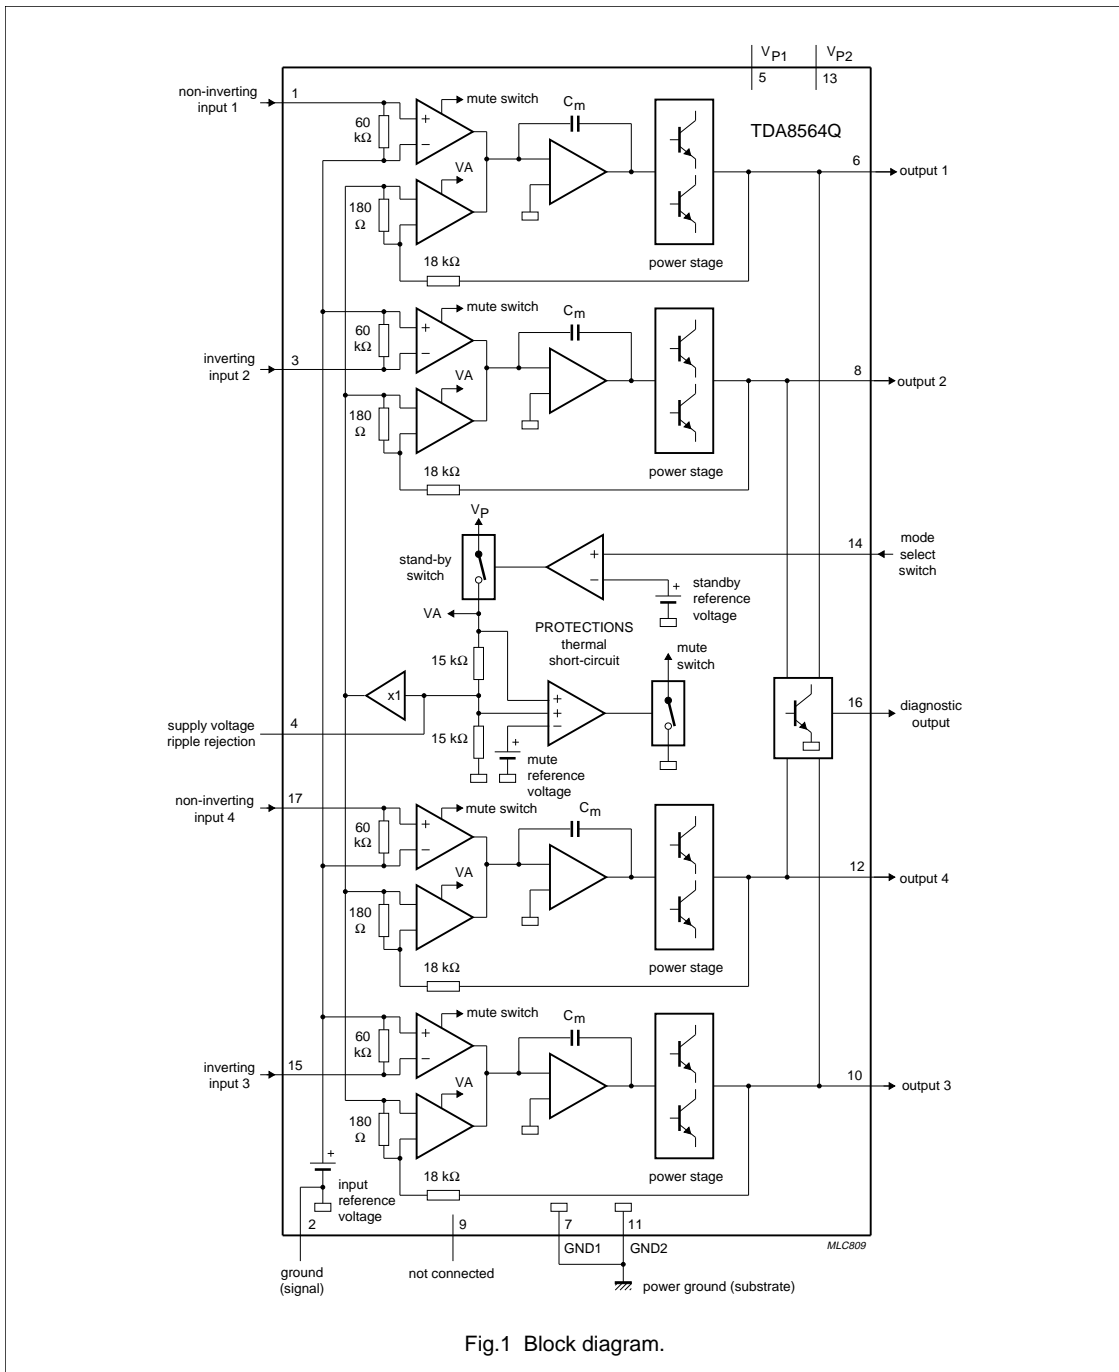 V P1
V P2
5
13
non-inverting
input 1
1
mute switch
C m
60
kΩ
+
−
TDA8564Q
VA
6
output 1
180
Ω
power stage
18 kΩ
mute switch
C m
60
kΩ
+
−
inverting
input 2
3
VA
8
output 2
180
Ω
power stage
18 kΩ
V P
stand-by
switch
+
−
14
mode
select
switch
+
standby
reference
voltage
VA
PROTECTIONS
thermal
short-circuit
15 kΩ
mute
switch
x1
+
+
−
16
diagnostic
output
supply voltage
ripple rejection
4
15 kΩ
+
mute
reference
voltage
non-inverting
input 4
17
mute switch
C m
60
kΩ
+
−
VA
12
output 4
180
Ω
power stage
18 kΩ
mute switch
C m
60
kΩ
+
−
inverting
input 3
15
VA
10
output 3
180
Ω
power stage
+
18 kΩ
input
reference
voltage
2
9
7
11
GND1
GND2
MLC809
ground
(signal)
not connected
power ground (substrate)
Fig.1 Block diagram.